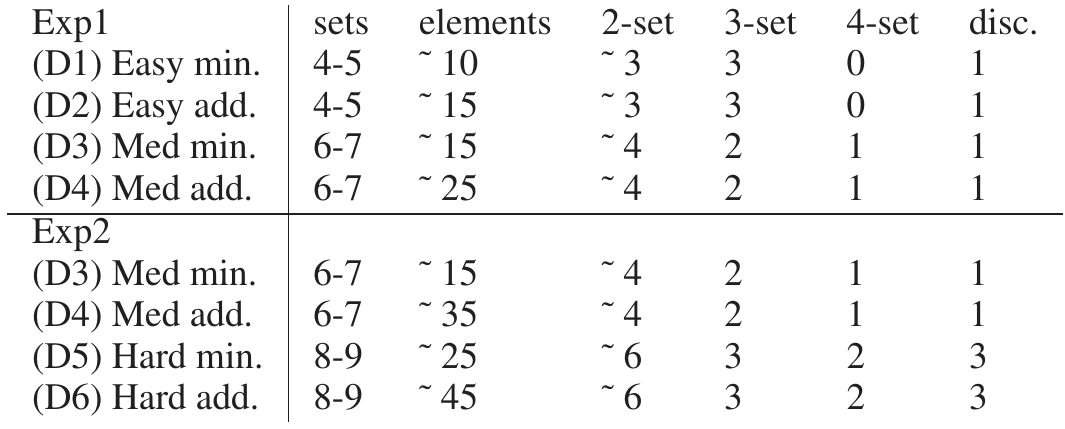 Exp1 sets elements 2-set 3-set 4-set disc.
(D1) Easy min. 4-5 ˜ 10 ˜ 3 3 0 1
(D2) Easy add. 4-5 ˜ 15 ˜ 3 3 0 1
(D3) Med min. 6-7 ˜ 15 ˜ 4 2 1 1
(D4) Med add. 6-7 ˜ 25 ˜ 4 2 1 1
Exp2
(D3) Med min. 6-7 ˜ 15 ˜ 4 2 1 1
(D4) Med add. 6-7 ˜ 35 ˜ 4 2 1 1
(D5) Hard min. 8-9 ˜ 25 ˜ 6 3 2 3
(D6) Hard add. 8-9 ˜ 45 ˜ 6 3 2 3